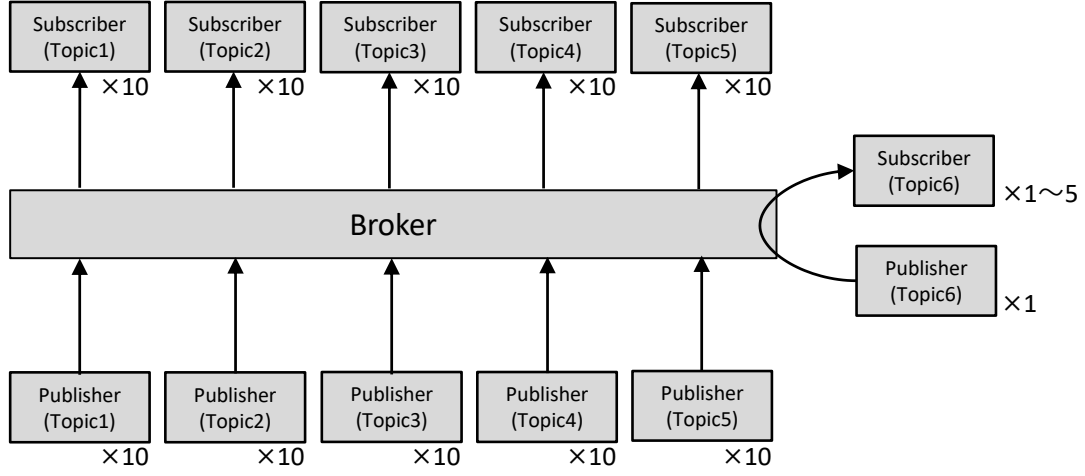 Subscriber
(Topic1)
×10
Subscriber
(Topic2)
×10
Subscriber
(Topic3)
×10
Subscriber
(Topic4)
×10
Subscriber
(Topic5)
×10
Subscriber
(Topic6)
×1～5
Broker
Publisher
(Topic6)
×1
Publisher
(Topic1)
×10
Publisher
(Topic2)
×10
Publisher
(Topic3)
×10
Publisher
(Topic4)
×10
Publisher
(Topic5)
×10